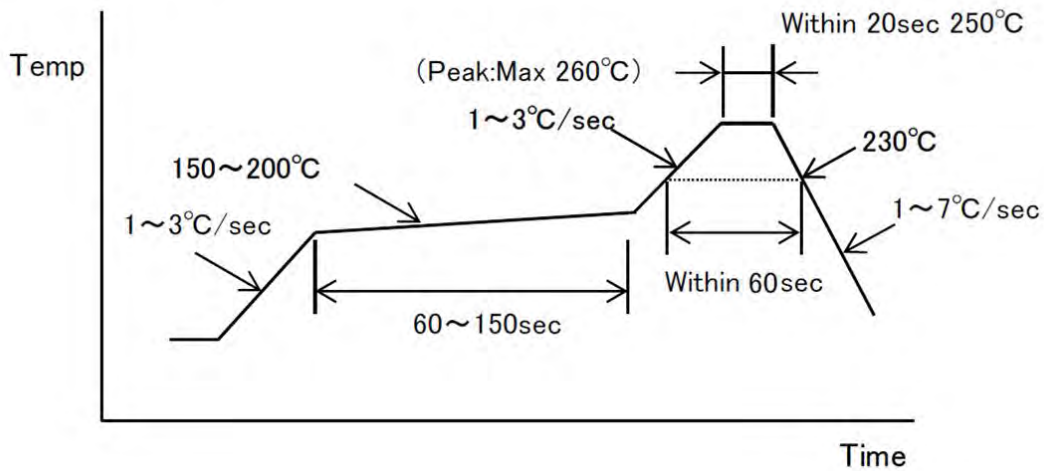 Within 20sec 250℃
Temp
(Peak:Max 260℃)
1～3℃/sec
230℃
150～200℃
1～3℃/sec
1～7℃/sec
Within 60sec
60～150sec
Time